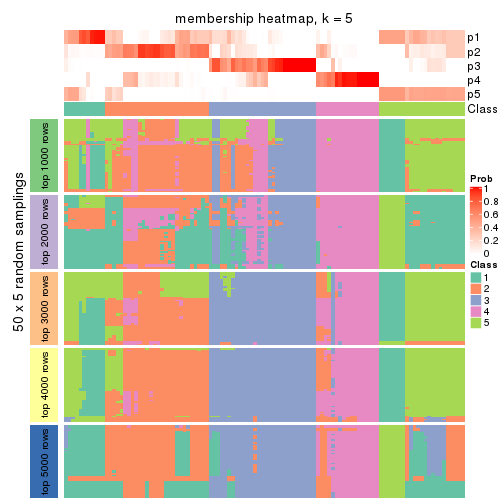 membership heatmap, k = 5
p1
p2
p3
p4
p5
Class
50 x 5 random samplings
top 1000 rows
top 2000 rows
top 3000 rows
top 4000 rows
top 5000 rows
Prob
1
0.8
0.6
0.4
0.2
0
Class
1
2
3
4
5